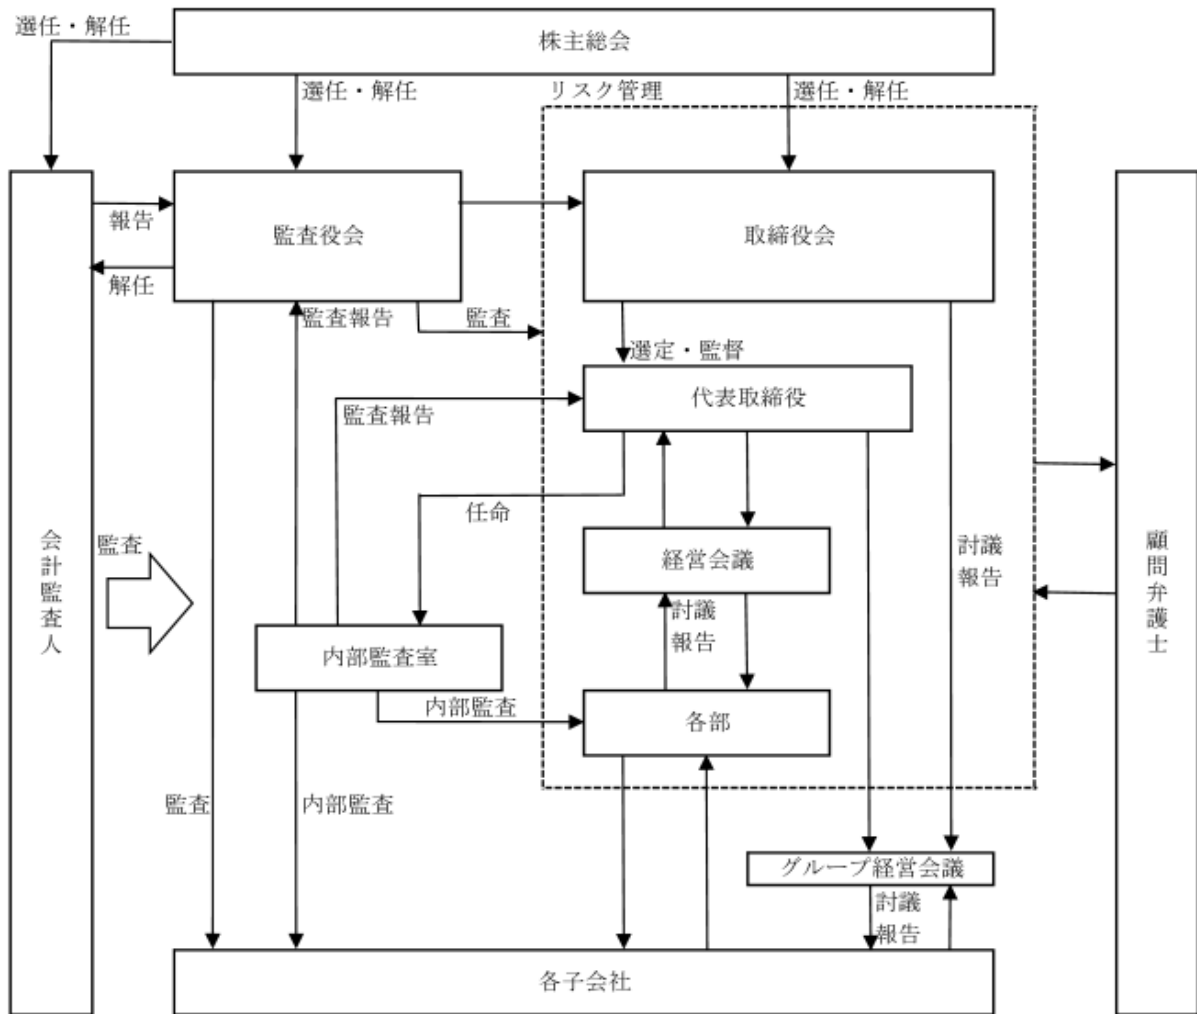 選任・解任
株主総会
選任・解任
リスク管理
選任・解任
報告
監査役会
取締役会
解任
監査報告
監査
選定・監督
代表取締役
監査報告
任命
会計監査人
監査
経営会議
討議
報告
顧問弁護士
討議
報告
内部監査室
内部監査
各部
監査
内部監査
グループ経営会議
討議
報告
各子会社